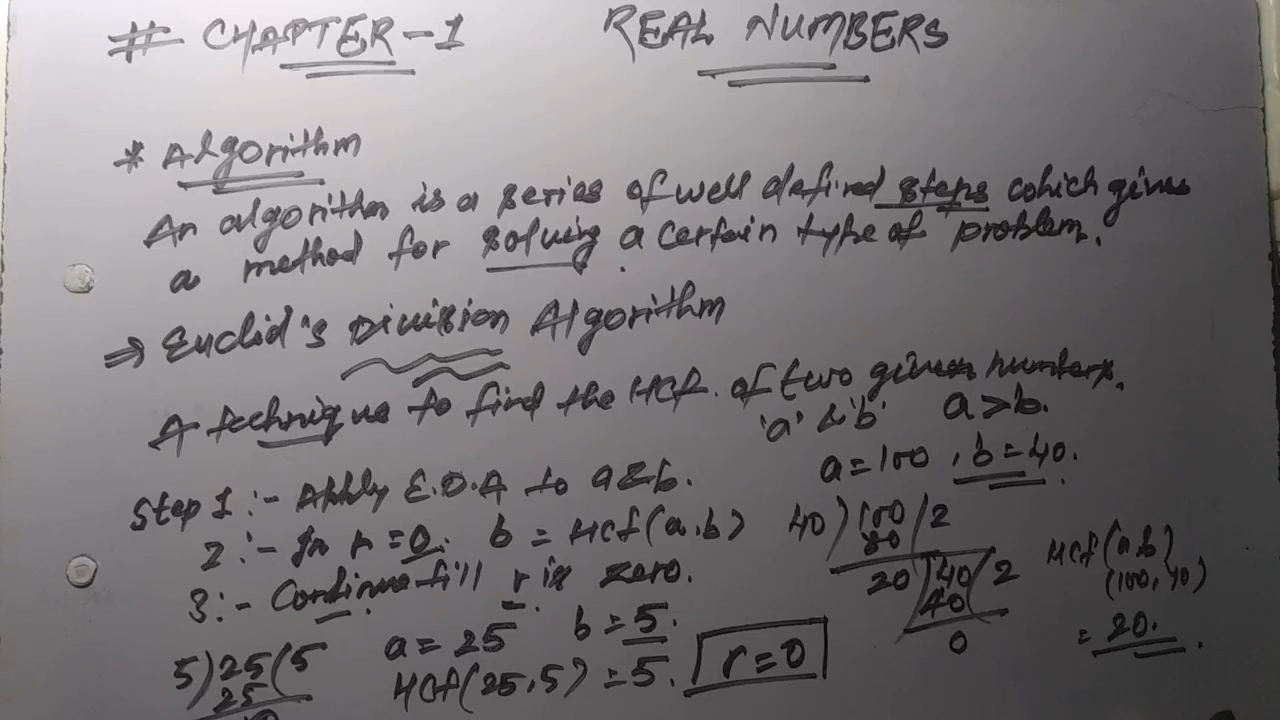 # CHAPTER-1 REAL NUMBERS
* Algorithm
An algorithm is a series of well defined steps which gives
a method for solving a certain type of problem.
⇒ Euclid's Division Algorithm
A technique to find the HCf. of two given numbers.
'a' & 'b' a>b.
Step 1 :- Apply E.D.A to a & b. a=100, b=40.
2 :- If r=0. b = HCf(a,b)
3 :- Continue till r is zero.
40)100(2
80
20)40(2
40
0
HCf(a,b)
(100,40)
= 20.
a=25 b=5.
5)25(5
25
0
HCf(25,5)=5. r=0